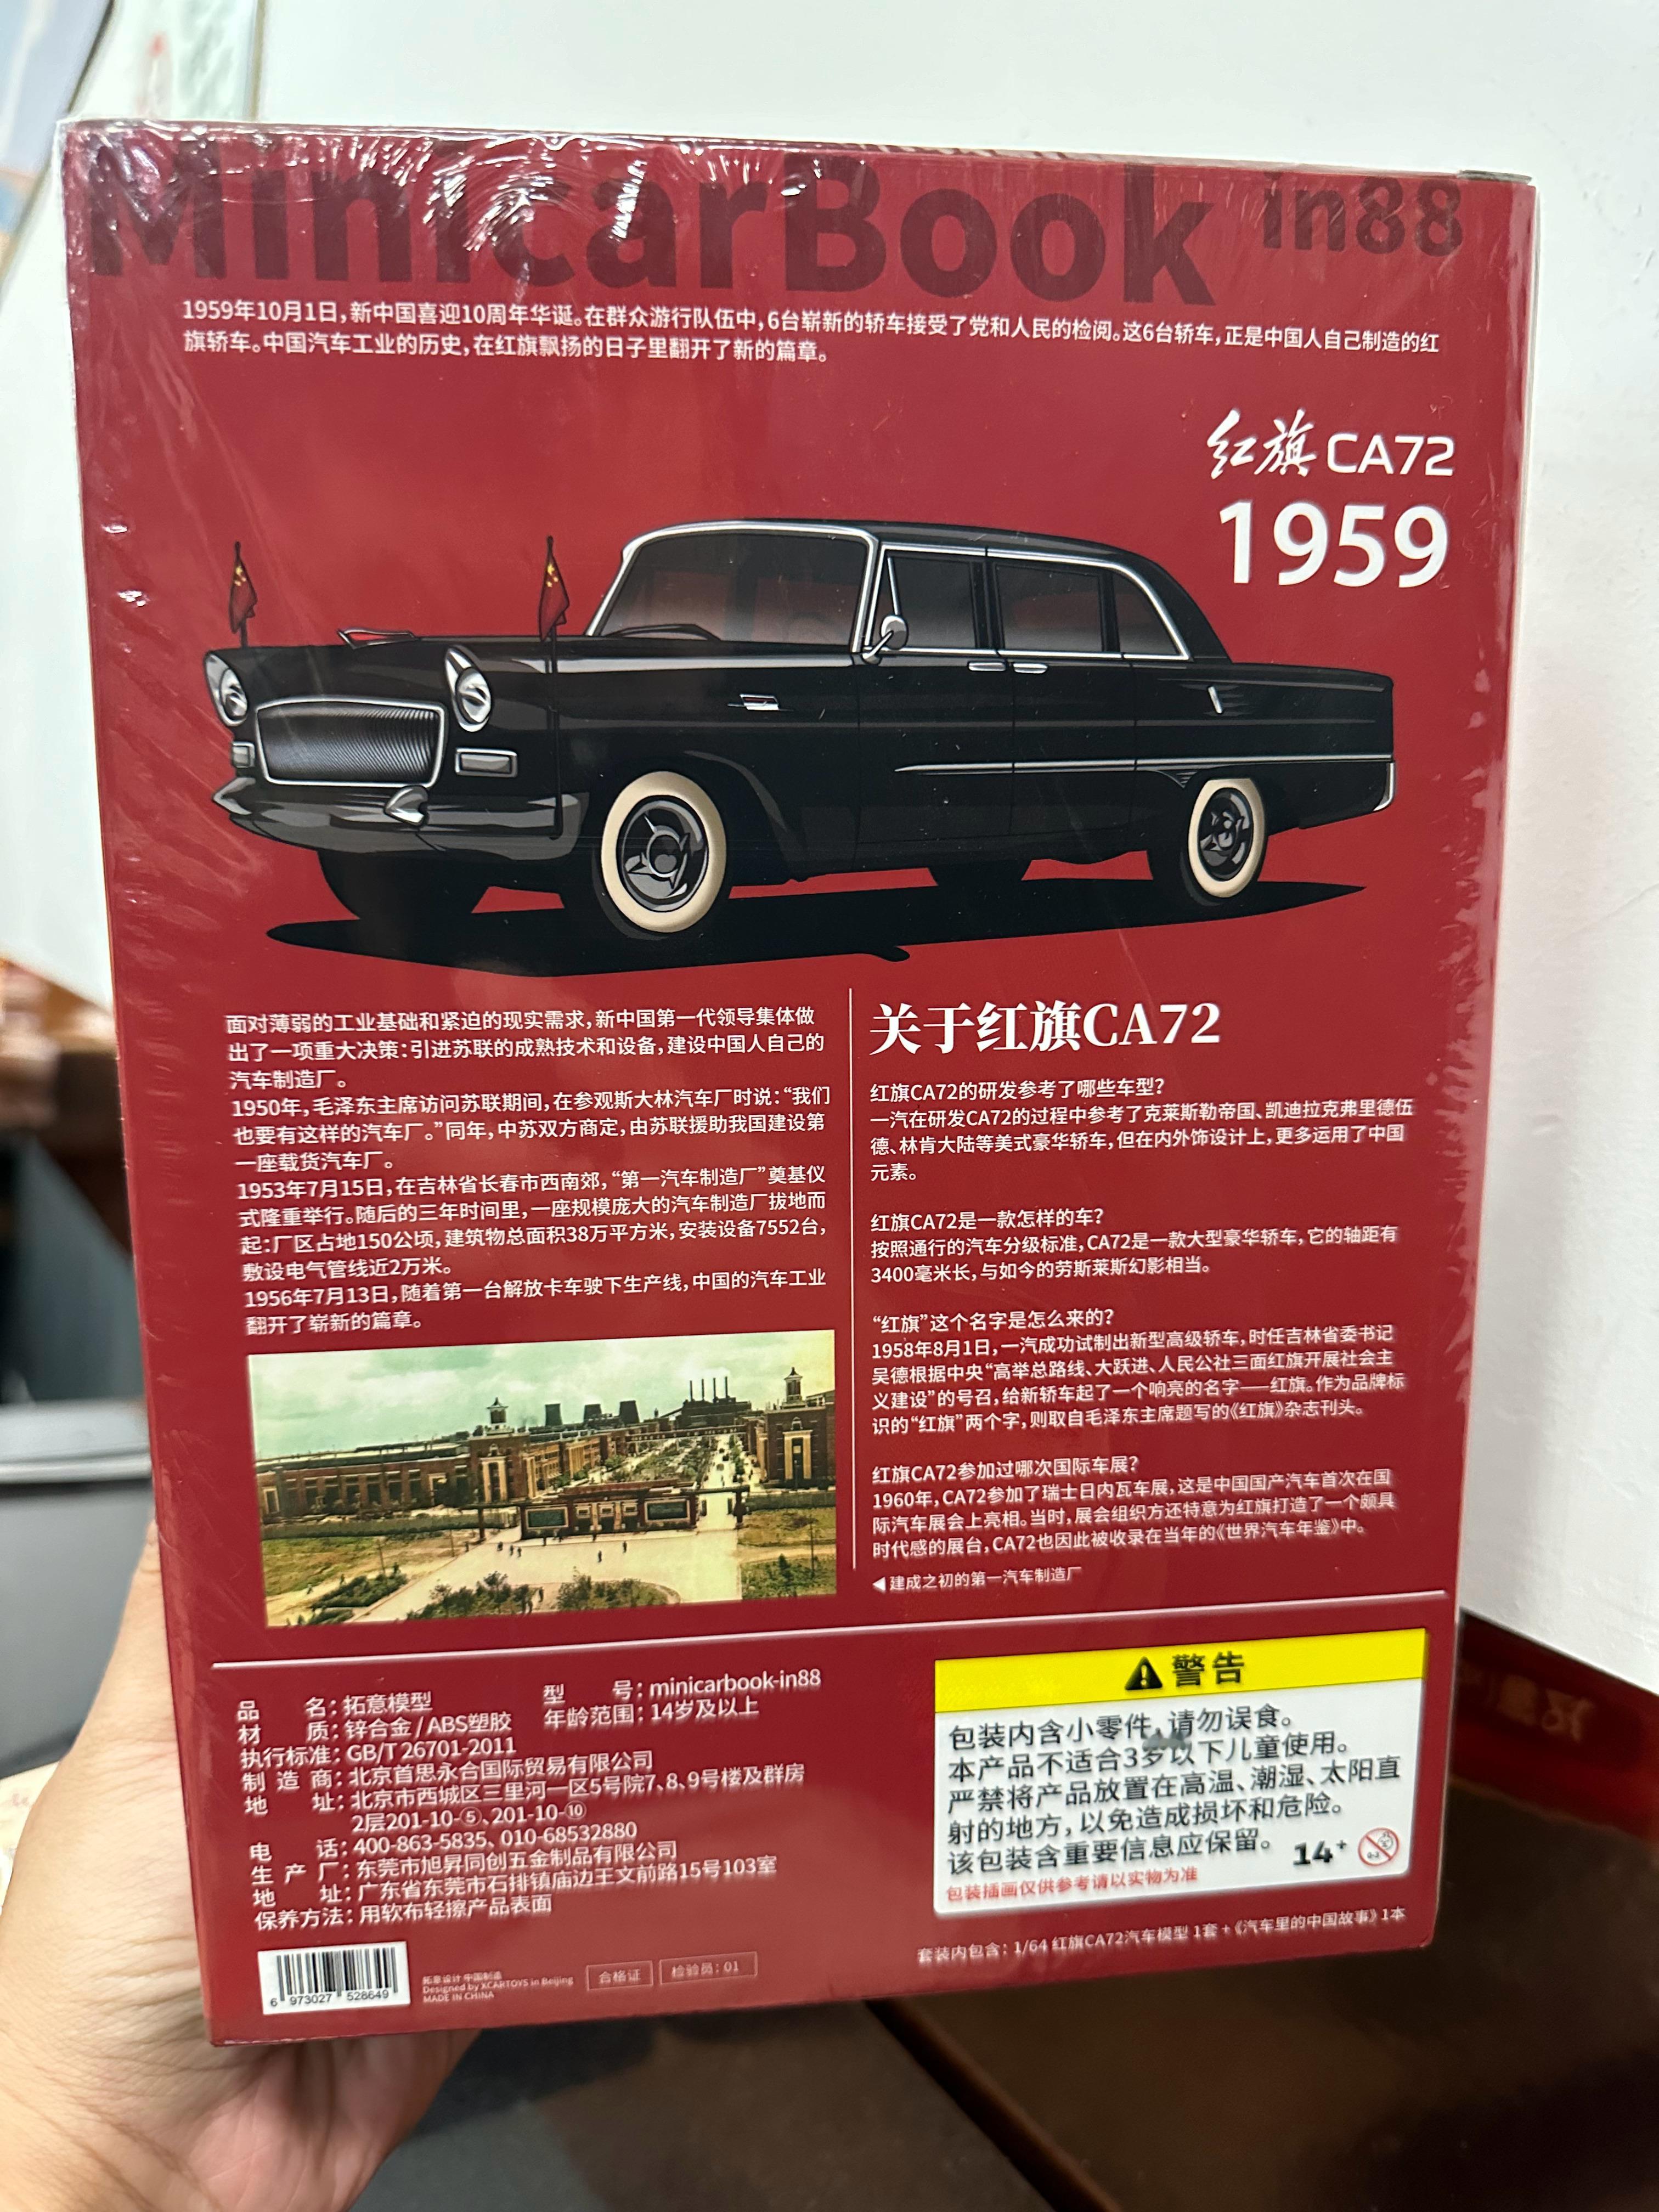 MinicarBook in88
1959年10月1日，新中国喜迎10周年华诞。在群众游行队伍中，6台崭新的轿车接受了党和人民的检阅。这6台轿车，正是中国人自己制造的红
旗轿车。中国汽车工业的历史，在红旗飘扬的日子里翻开了新的篇章。
红旗 CA72
1959
面对薄弱的工业基础和紧迫的现实需求，新中国第一代领导集体做
出了一项重大决策：引进苏联的成熟技术和设备，建设中国人自己的
汽车制造厂。
1950年，毛泽东主席访问苏联期间，在参观斯大林汽车厂时说：“我们
也要有这样的汽车厂。”同年，中苏双方商定，由苏联援助我国建设第
一座载货汽车厂。
1953年7月15日，在吉林省长春市西南郊，“第一汽车制造厂”奠基仪
式隆重举行。随后的三年时间里，一座规模庞大的汽车制造厂拔地而
起：厂区占地150公顷，建筑物总面积38万平方米，安装设备7552台，
敷设电气管线近2万米。
1956年7月13日，随着第一台解放卡车驶下生产线，中国的汽车工业
翻开了崭新的篇章。
关于红旗CA72
红旗CA72的研发参考了哪些车型？
一汽在研发CA72的过程中参考了克莱斯勒帝国、凯迪拉克弗里德伍
德、林肯大陆等美式豪华轿车，但在内外饰设计上，更多运用了中国
元素。
红旗CA72是一款怎样的车？
按照通行的汽车分级标准，CA72是一款大型豪华轿车，它的轴距有
3400毫米长，与如今的劳斯莱斯幻影相当。
“红旗”这个名字是怎么来的？
1958年8月1日，一汽成功试制出新型高级轿车，时任吉林省委书记
吴德根据中央“高举总路线、大跃进、人民公社三面红旗开展社会主
义建设”的号召，给新轿车起了一个响亮的名字——红旗。作为品牌标
识的“红旗”两个字，则取自毛泽东主席题写的《红旗》杂志刊头。
红旗CA72参加过哪次国际车展？
1960年，CA72参加了瑞士日内瓦车展，这是中国国产汽车首次在国
际汽车展会上亮相。当时，展会组织方还特意为红旗打造了一个颇具
时代感的展台，CA72也因此被收录在当年的《世界汽车年鉴》中。
◀建成之初的第一汽车制造厂
品 名：拓意模型 型 号：minicarbook-in88
材 质：锌合金 / ABS塑胶 年龄范围：14岁及以上
执行标准：GB/T 26701-2011
制 造 商：北京首思永合国际贸易有限公司
地 址：北京市西城区三里河一区5号院7、8、9号楼及群房
2层201-10-⑤、201-10-⑩
电 话：400-863-5835、010-68532880
生 产 厂：东莞市旭昇同创五金制品有限公司
地 址：广东省东莞市石排镇庙边王文前路15号103室
保养方法：用软布轻擦产品表面
警告
包装内含小零件，请勿误食。
本产品不适合3岁以下儿童使用。
严禁将产品放置在高温、潮湿、太阳直
射的地方，以免造成损坏和危险。
该包装含重要信息应保留。 14+
包装插画仅供参考请以实物为准
套装内包含：1/64 红旗CA72汽车模型 1套 +《汽车里的中国故事》1本
6 973027 528649
拓意设计 中国制造
Designed by XCARTOYS in Beijing
MADE IN CHINA
合格证
检验员：01